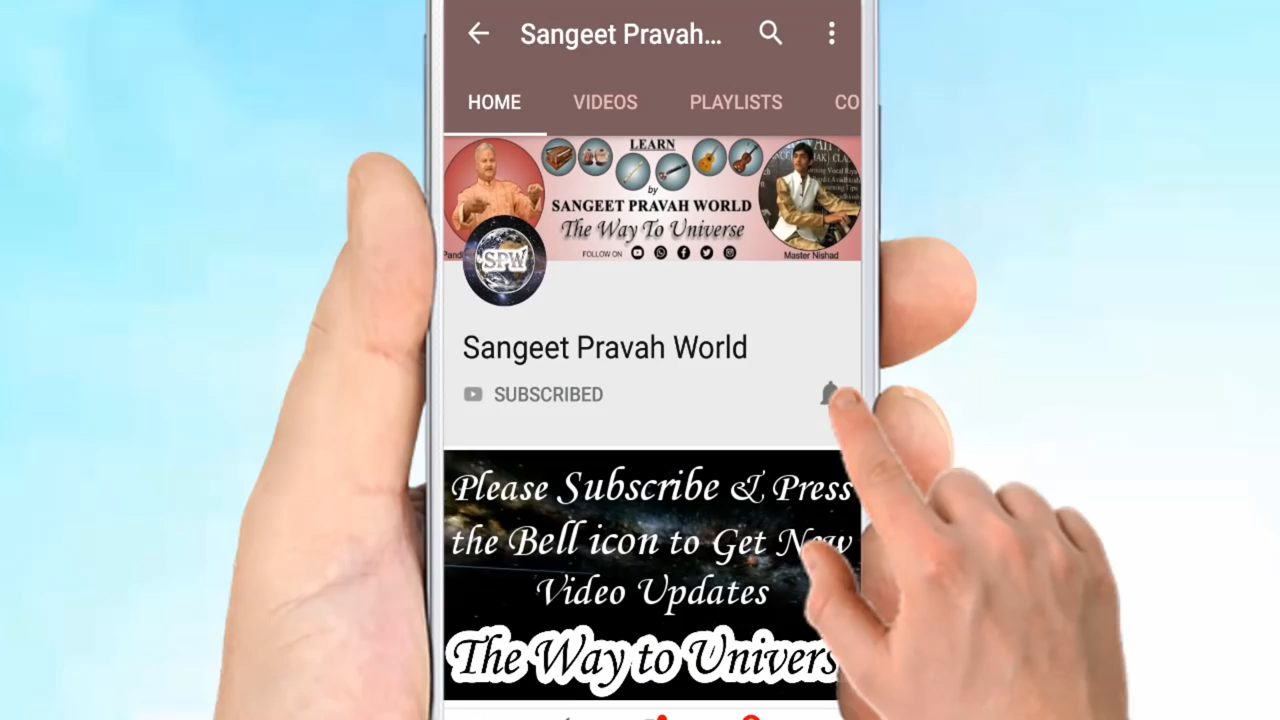 Sangeet Pravah...
HOME VIDEOS PLAYLISTS CO
LEARN
by
SANGEET PRAVAH WORLD
The Way To Universe
FOLLOW ON
Pand
Master Nishad
SPW
Sangeet Pravah World
SUBSCRIBED
Please Subscribe & Press
the Bell icon to Get New
Video Updates
The Way to Univers